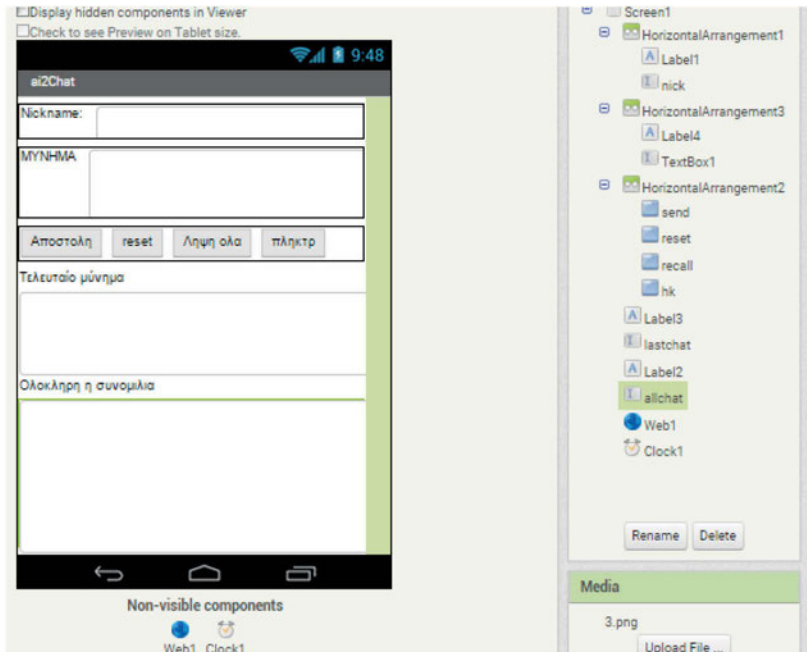 Display hidden components in Viewer
Check to see Preview on Tablet size.
9:48
ai2Chat
Nickname:
ΜΥΝΗΜΑ
Αποστολη reset Ληψη ολα πληκτρ
Τελευταίο μύνημα
Ολοκληρη η συνομιλια
Non-visible components
Web1 Clock1
Screen1
HorizontalArrangement1
Label1
nick
HorizontalArrangement3
Label4
TextBox1
HorizontalArrangement2
send
reset
recall
hk
Label3
lastchat
Label2
allchat
Web1
Clock1
Rename Delete
Media
3.png
Upload File ...